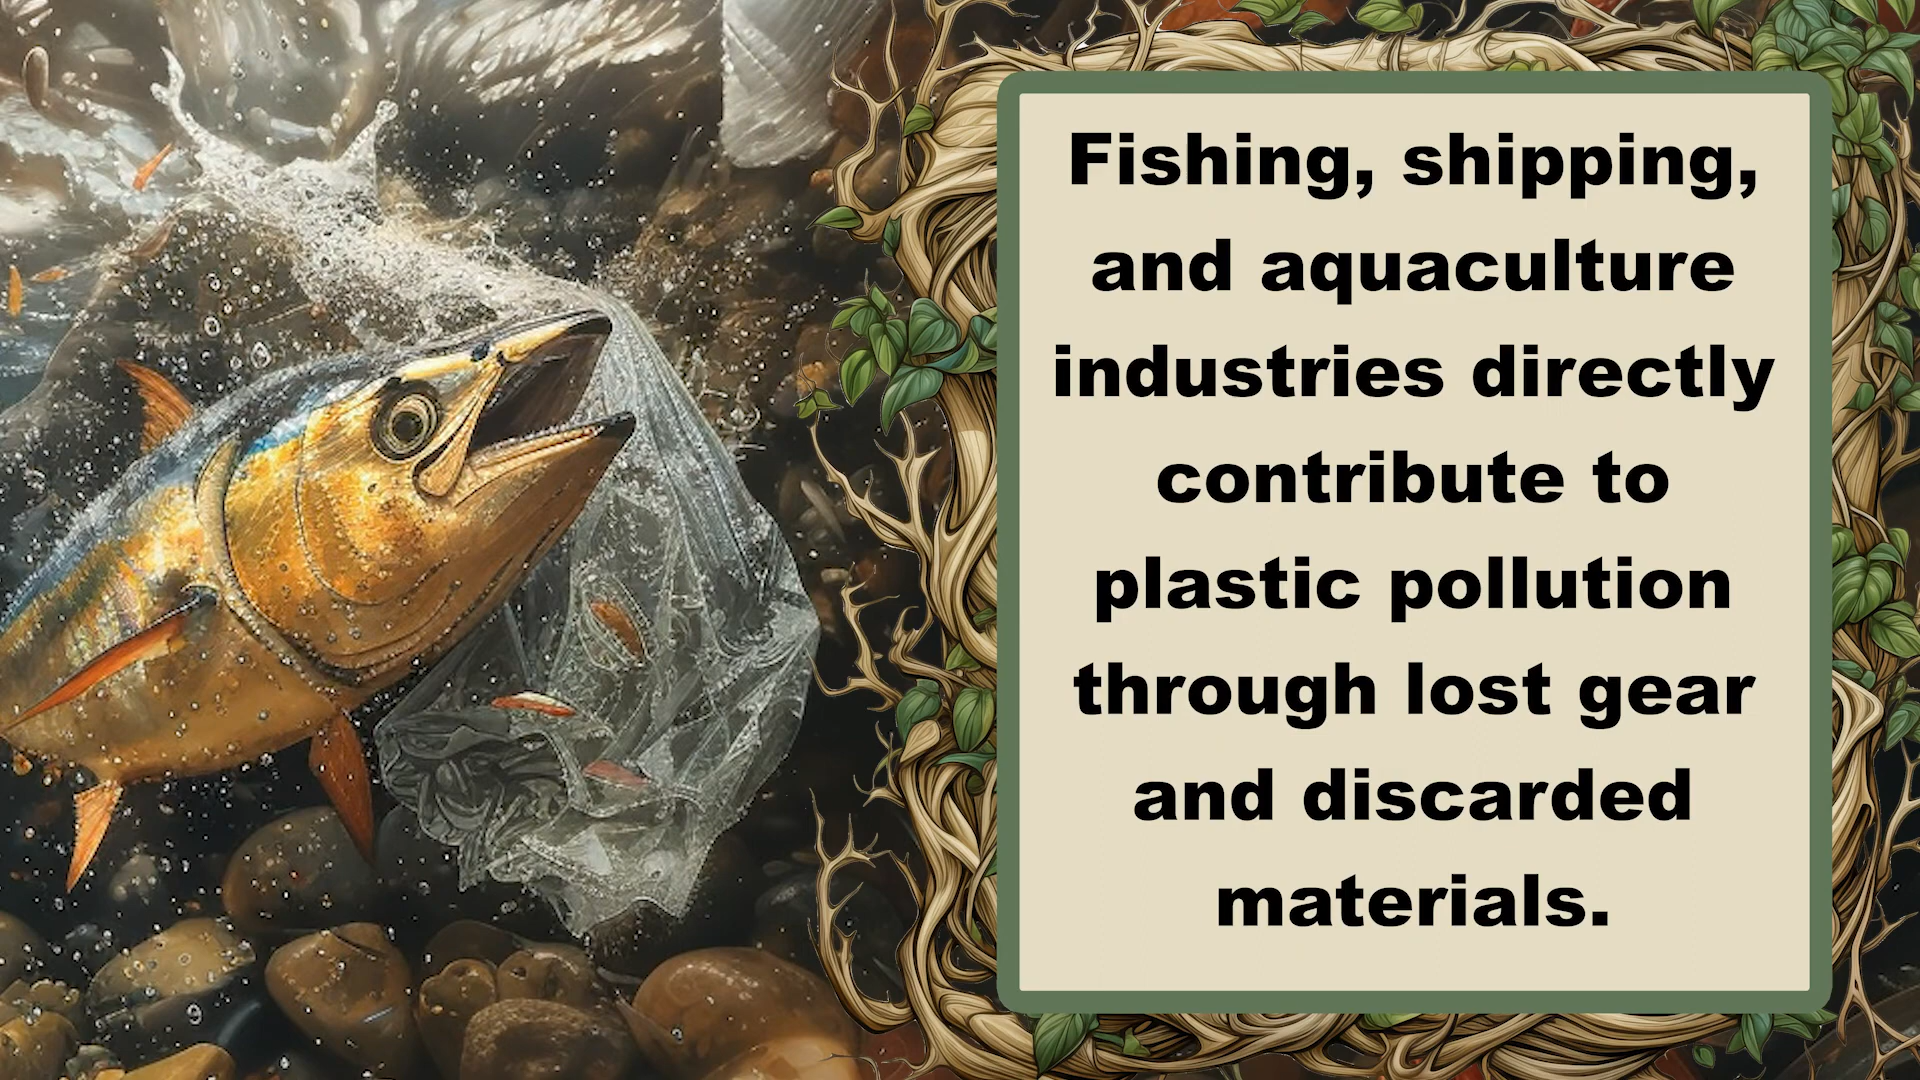 Fishing, shipping,
and aquaculture
industries directly
contribute to
plastic pollution
through lost gear
and discarded
materials.